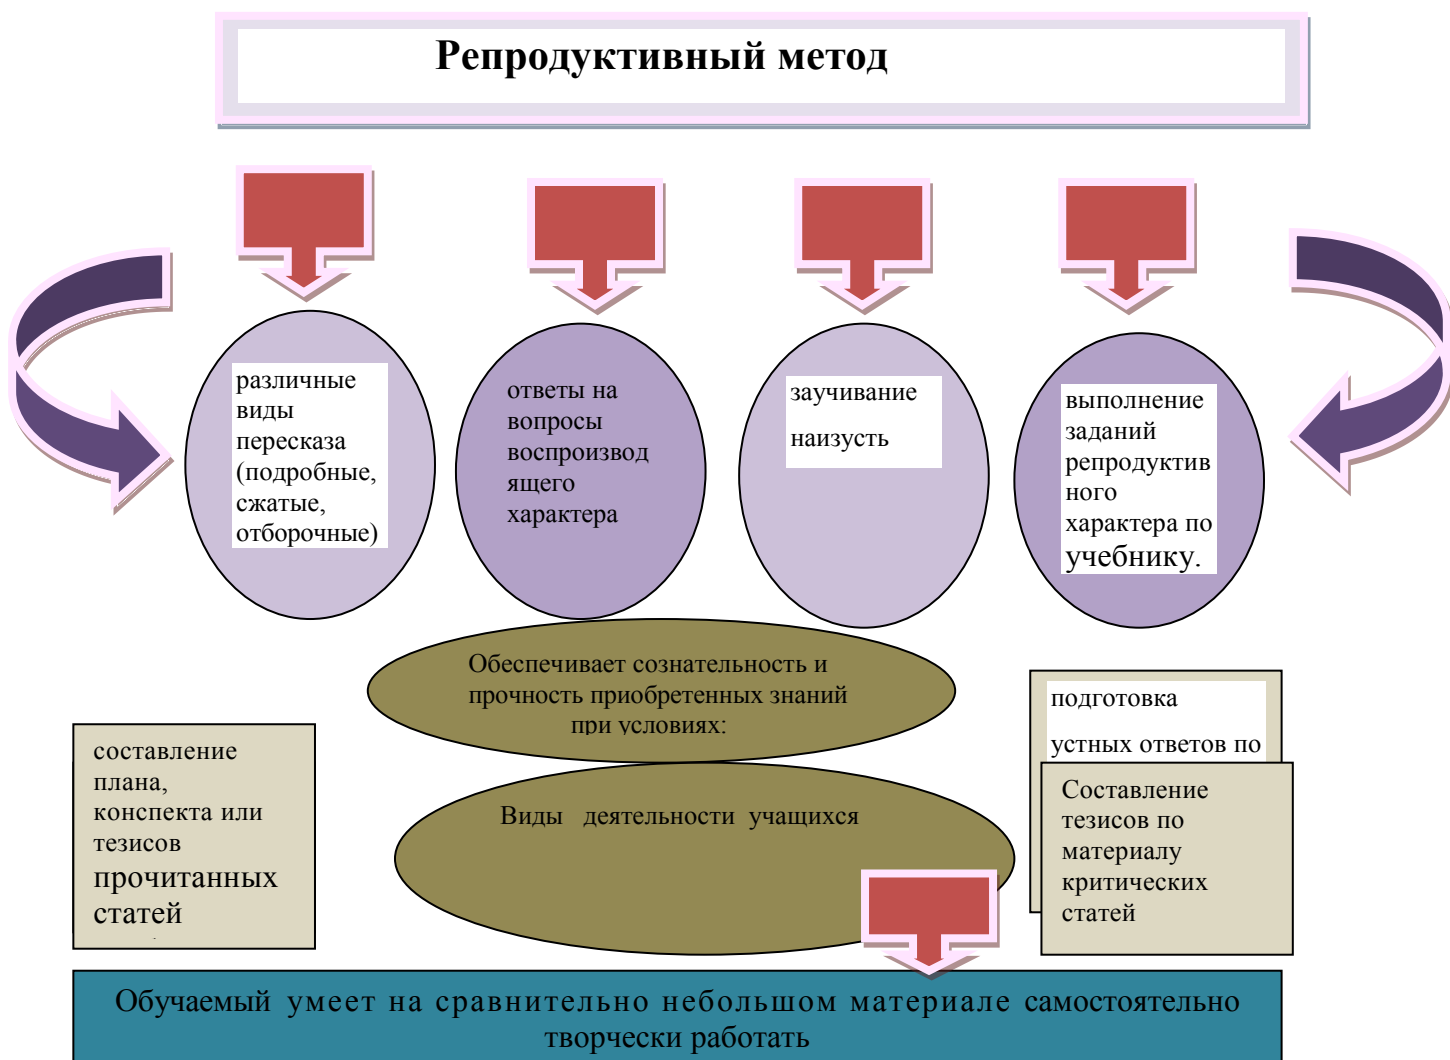 Репродуктивный метод
различные
виды
пересказа
(подробные,
сжатые,
отборочные)
ответы на
вопросы
воспроизвод
ящего
характера
заучивание
наизусть
выполнение
заданий
репродуктив
ного
характера по
учебнику.
Обеспечивает сознательность и
прочность приобретенных знаний
при условиях:
составление
плана,
конспекта или
тезисов
прочитанных
статей
Виды деятельности учащихся
подготовка
устных ответов по
Составление
тезисов по
материалу
критических
статей
Обучаемый умеет на сравнительно небольшом материале самостоятельно
творчески работать